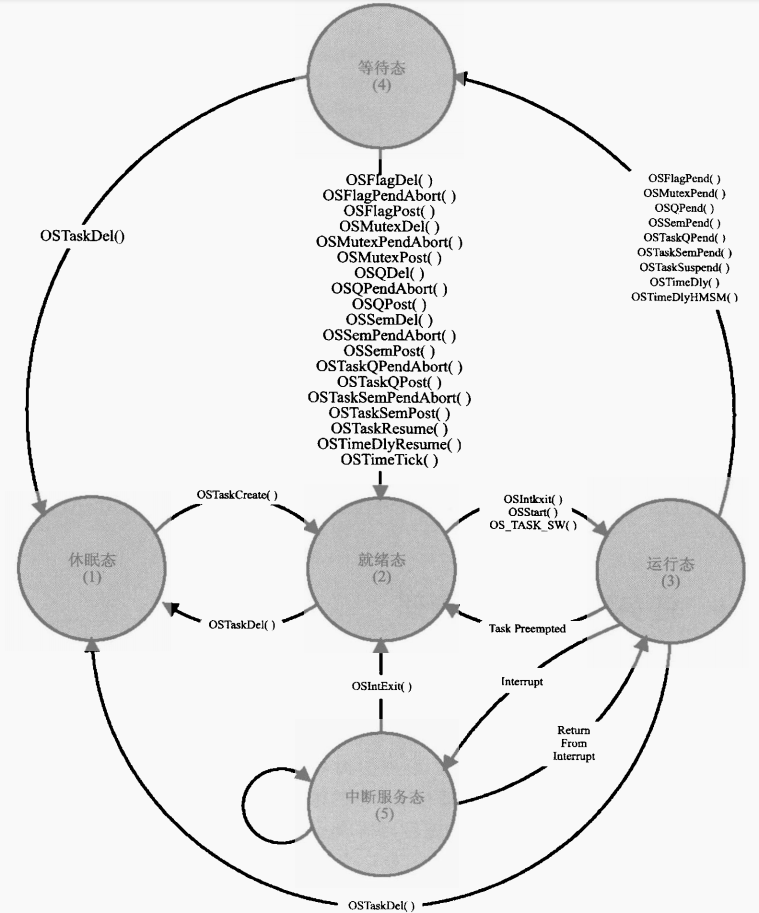 等待态
(4)
OSTaskDel()
OSFlagDel( )
OSFlagPendAbort( )
OSFlagPost( )
OSMutexDel( )
OSMutexPendAbort( )
OSMutexPost( )
OSQDel( )
OSQPendAbort( )
OSQPost( )
OSSemDel( )
OSSemPendAbort( )
OSSemPost( )
OSTaskQPendAbort( )
OSTaskQPost( )
OSTaskSemPendAbort( )
OSTaskSemPost( )
OSTaskResume( )
OSTimeDlyResume( )
OSTimeTick( )
OSFlagPend( )
OSMutexPend( )
OSQPend( )
OSSemPend( )
OSTaskQPend( )
OSTaskSemPend( )
OSTaskSuspend( )
OSTimeDly( )
OSTimeDlyHMSM( )
休眠态
(1)
OSTaskCreate( )
OSTaskDel( )
就绪态
(2)
OSIntExit( )
OSStart( )
OS_TASK_SW( )
Task Preempted
运行态
(3)
OSIntExit( )
Interrupt
Return
From
Interrupt
中断服务态
(5)
OSTaskDel( )